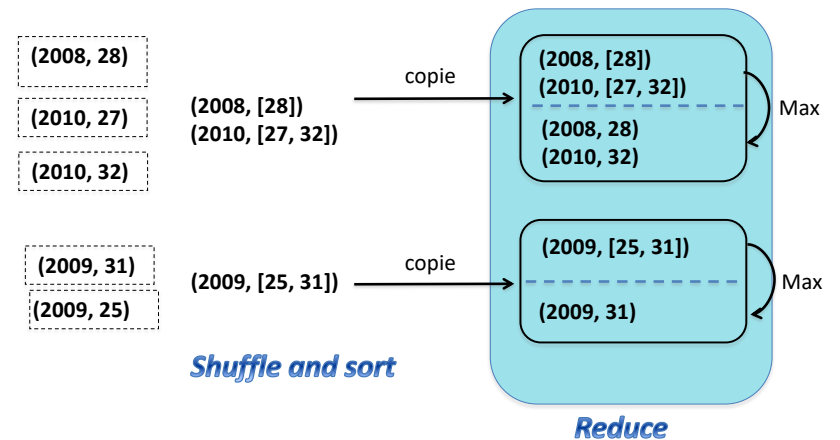 (2008, 28)
(2010, 27)
(2010, 32)
(2008, [28])
(2010, [27, 32])
copie
(2008, [28])
(2010, [27, 32])
(2008, 28)
(2010, 32)
Max
(2009, 31)
(2009, 25)
(2009, [25, 31])
copie
(2009, [25, 31])
(2009, 31)
Max
Shuffle and sort
Reduce